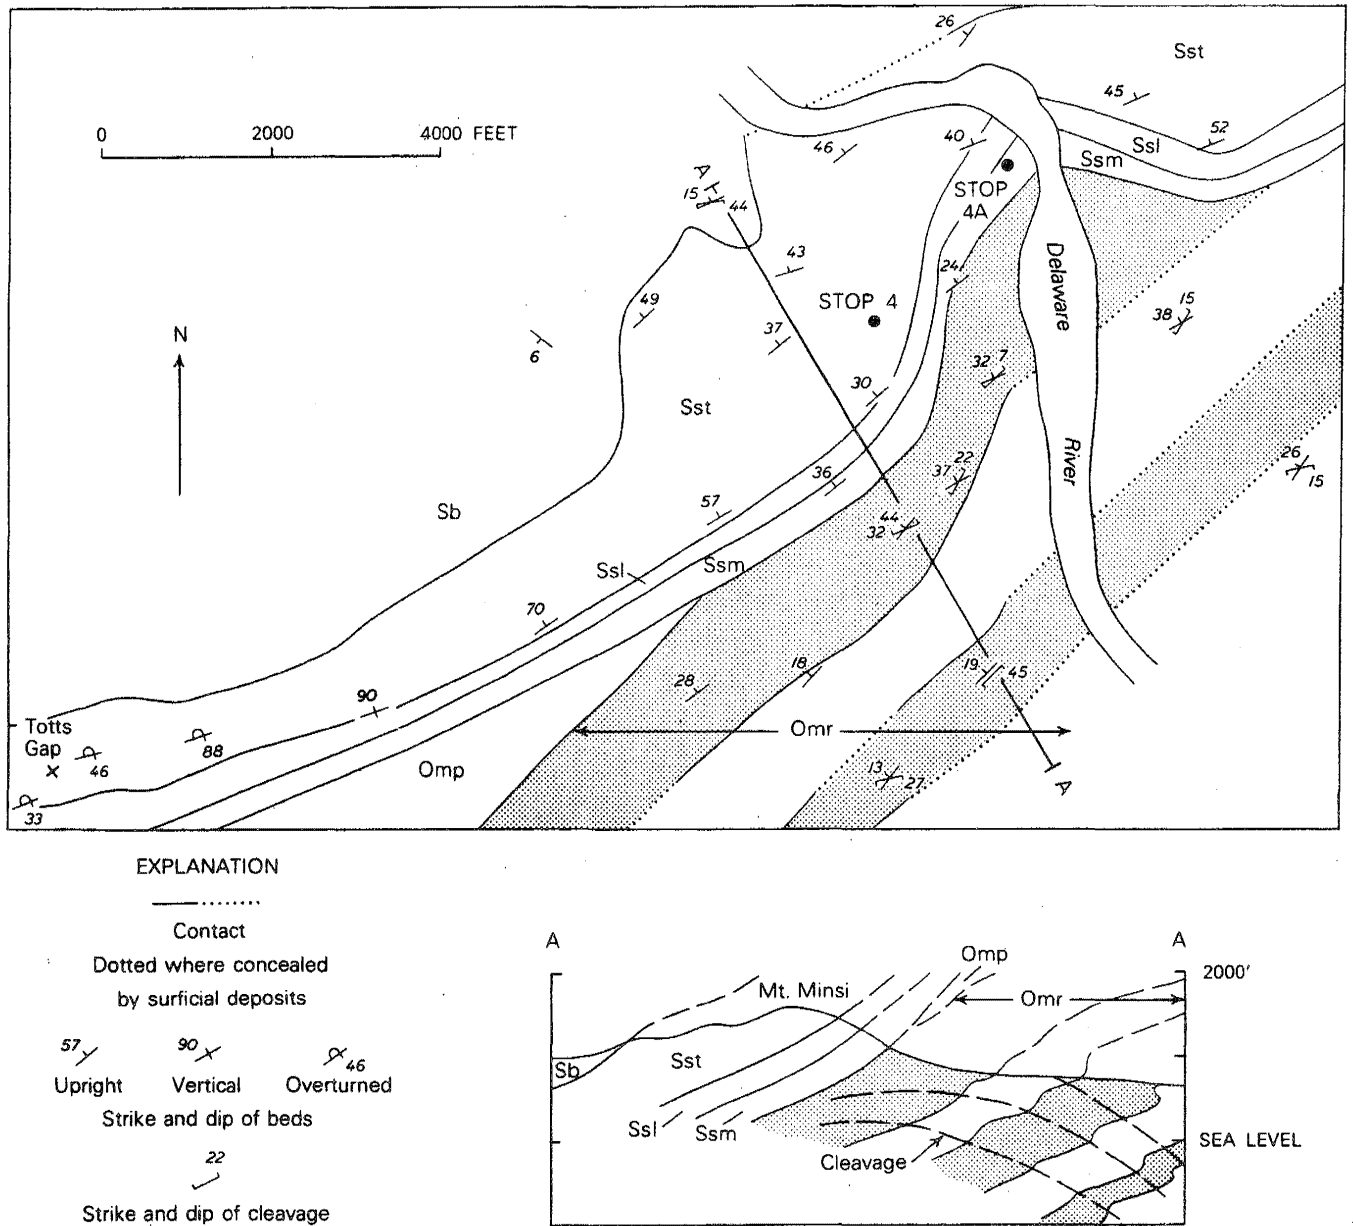 26
Sst
45
0 2000 4000 FEET
52
Ssl
46
40
Ssm
STOP
4A
A
15
44
24
43
Delaware
15
38
STOP 4
49
N
37
6
32 7
30
Sst
River
22
37
26
15
36
Sb
57
44
32
Ssl
Ssm
70
18
19
45
28
90
Omr
Totts
Gap
x
46
88
Omp
13
27
A
33
EXPLANATION
Contact
Dotted where concealed
by surficial deposits
57
90
46
Upright
Vertical
Overturned
Strike and dip of beds
22
Strike and dip of cleavage
A
A
Omp
2000'
Mt. Minsi
Omr
Sst
Sb
Ssl
Ssm
SEA LEVEL
Cleavage